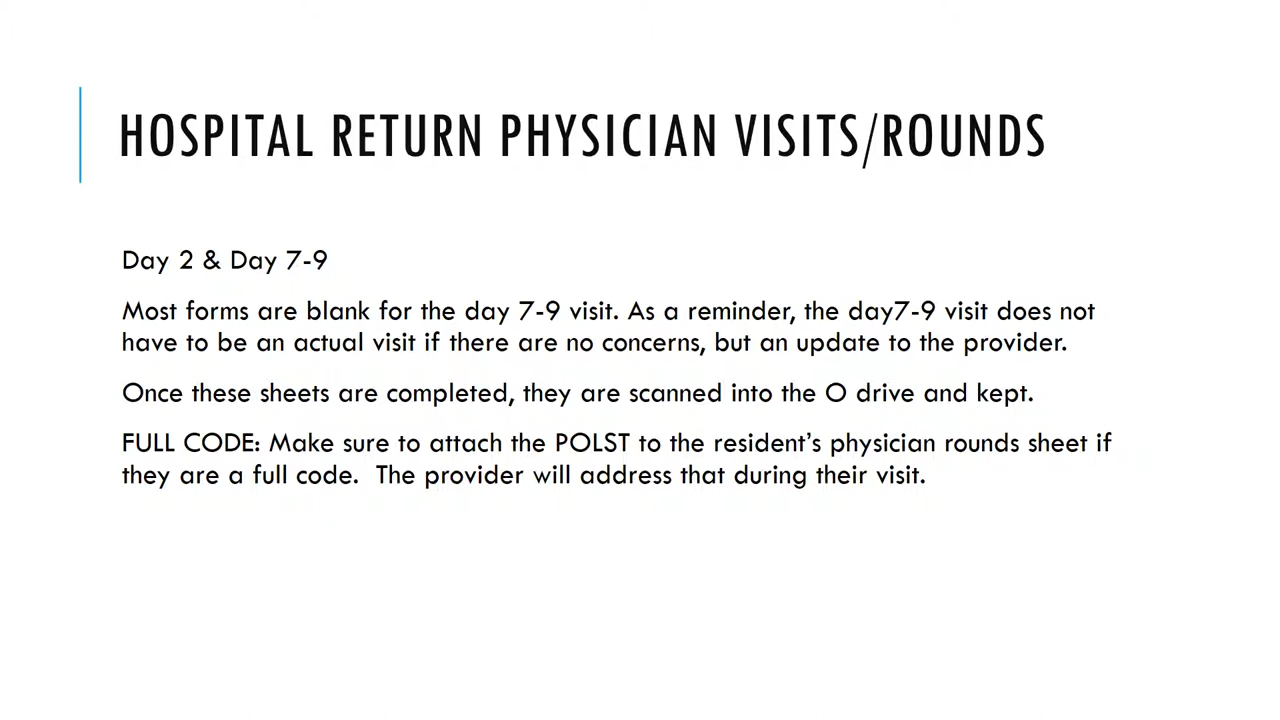 HOSPITAL RETURN PHYSICIAN VISITS/ROUNDS
Day 2 & Day 7-9
Most forms are blank for the day 7-9 visit. As a reminder, the day7-9 visit does not
have to be an actual visit if there are no concerns, but an update to the provider.
Once these sheets are completed, they are scanned into the O drive and kept.
FULL CODE: Make sure to attach the POLST to the resident’s physician rounds sheet if
they are a full code.  The provider will address that during their visit.